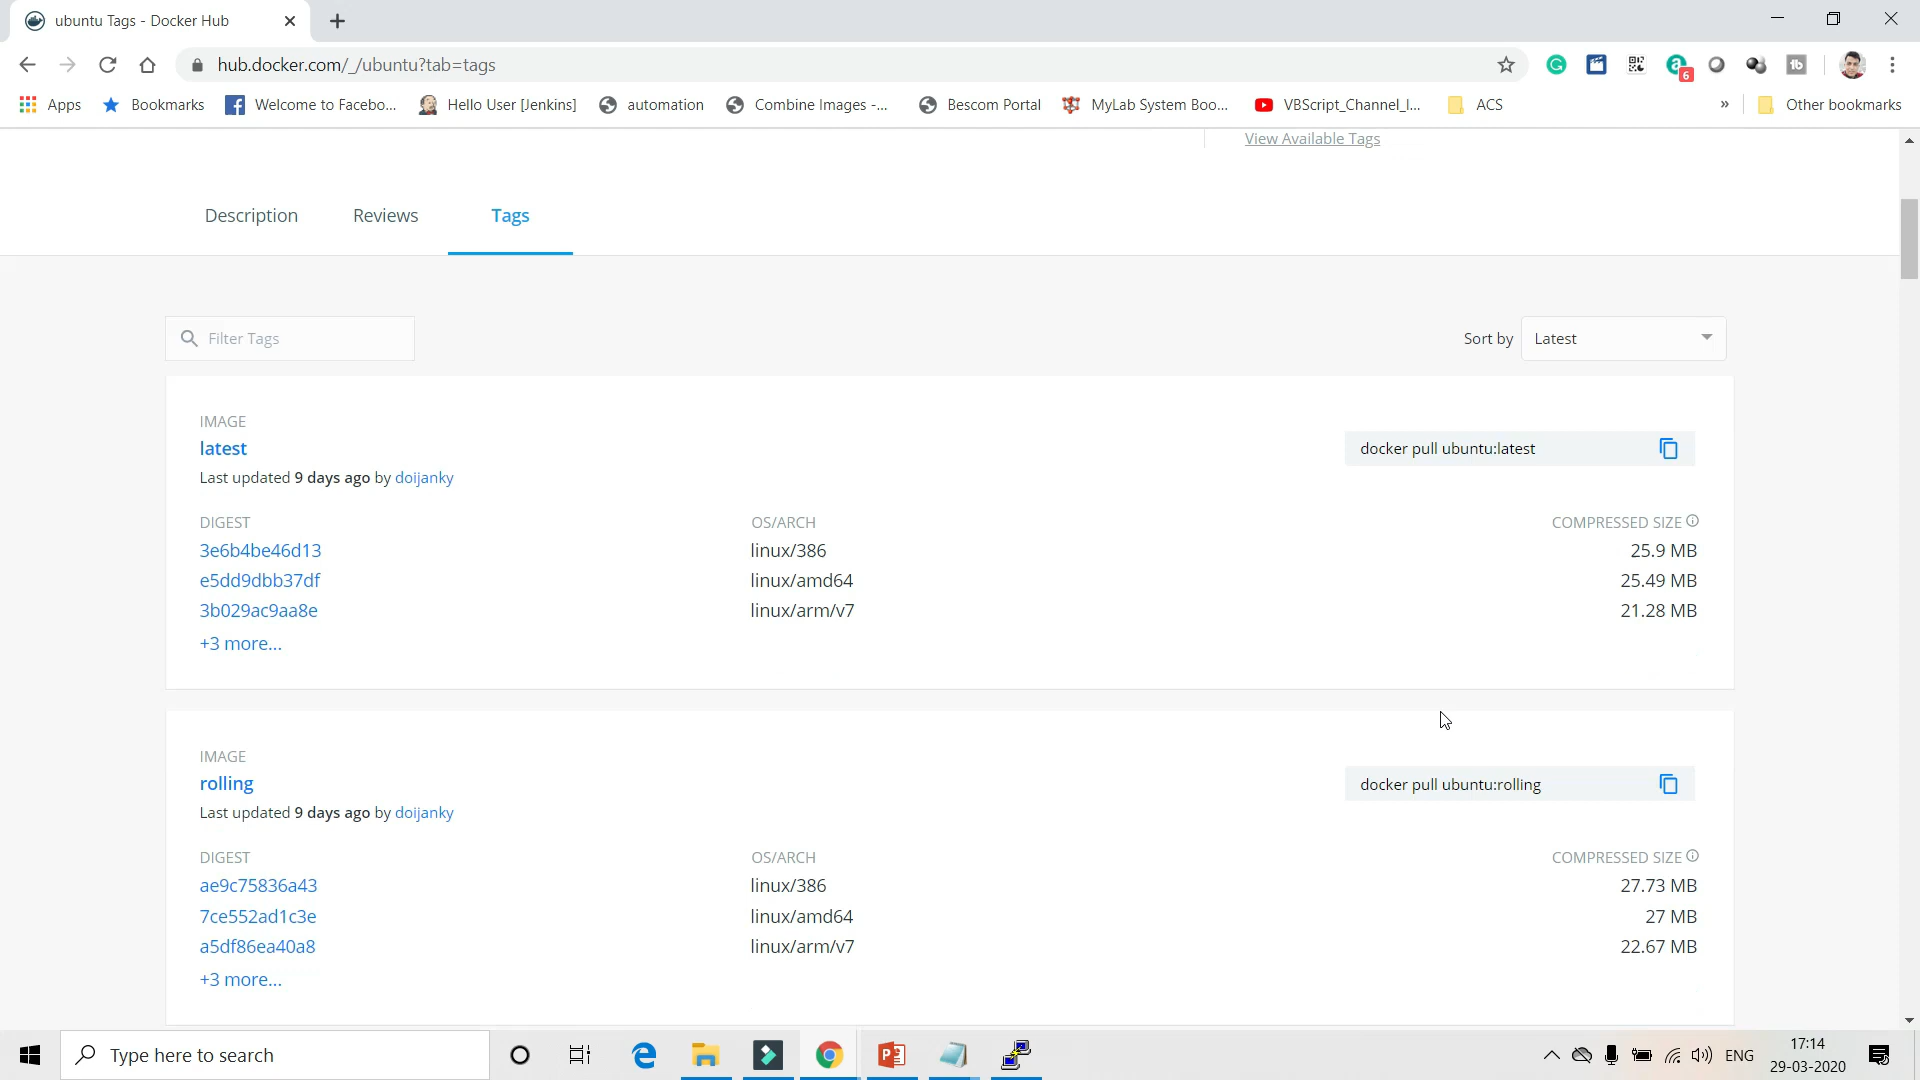 ubuntu Tags - Docker Hub
hub.docker.com/_/ubuntu?tab=tags
6
Apps
Bookmarks
Welcome to Facebo...
Hello User [Jenkins]
automation
Combine Images -...
Bescom Portal
MyLab System Boo...
VBScript_Channel_I...
ACS
»
Other bookmarks
View Available Tags
Description
Reviews
Tags
Filter Tags
Sort by
Latest
IMAGE
latest
docker pull ubuntu:latest
Last updated 9 days ago by doijanky
DIGEST
OS/ARCH
COMPRESSED SIZE
3e6b4be46d13
linux/386
25.9 MB
e5dd9dbb37df
linux/amd64
25.49 MB
3b029ac9aa8e
linux/arm/v7
21.28 MB
+3 more...
IMAGE
rolling
docker pull ubuntu:rolling
Last updated 9 days ago by doijanky
DIGEST
OS/ARCH
COMPRESSED SIZE
ae9c75836a43
linux/386
27.73 MB
7ce552ad1c3e
linux/amd64
27 MB
a5df86ea40a8
linux/arm/v7
22.67 MB
+3 more...
Type here to search
ENG
17:14
29-03-2020